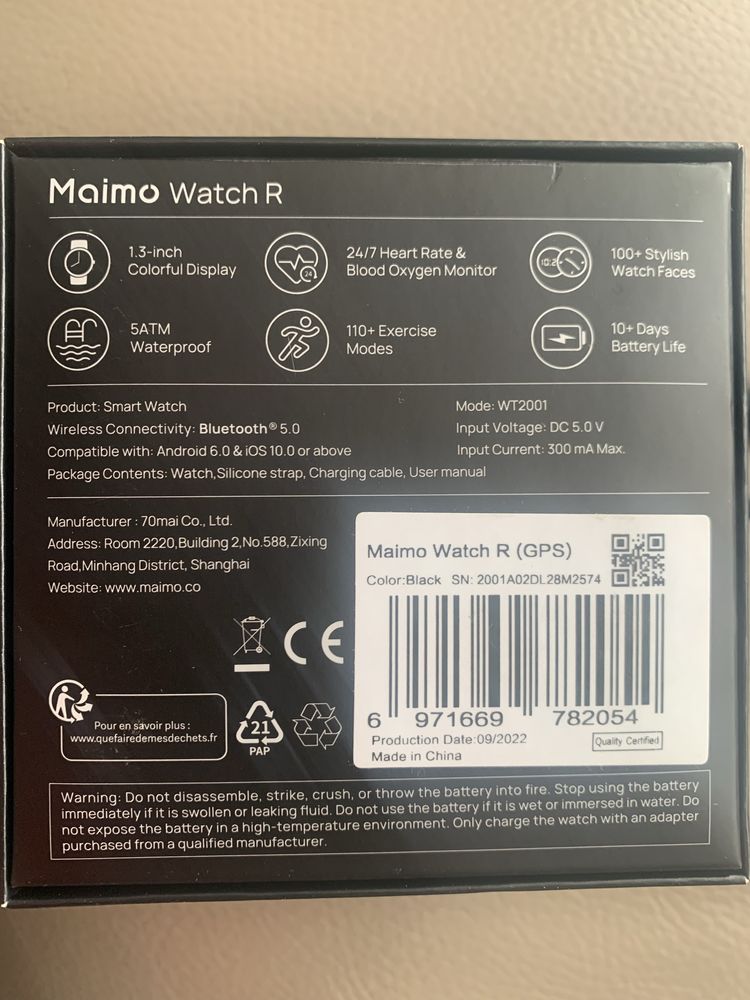 Maimo Watch R
1.3-inch
Colorful Display
24/7 Heart Rate &
Blood Oxygen Monitor
24
10:2
100+ Stylish
Watch Faces
5ATM
Waterproof
110+ Exercise
Modes
10+ Days
Battery Life
Product: Smart Watch
Wireless Connectivity: Bluetooth® 5.0
Compatible with: Android 6.0 & iOS 10.0 or above
Package Contents: Watch,Silicone strap, Charging cable, User manual
Mode: WT2001
Input Voltage: DC 5.0 V
Input Current: 300 mA Max.
Manufacturer : 70mai Co., Ltd.
Address: Room 2220,Building 2,No.588,Zixing
Road,Minhang District, Shanghai
Website: www.maimo.co
CE
Maimo Watch R (GPS)
Color:Black SN: 2001A02DL28M2574
6 971669 782054
Production Date:09/2022
Made in China
Quality Certified
Pour en savoir plus :
www.quefairedemesdechets.fr
21
PAP
Warning: Do not disassemble, strike, crush, or throw the battery into fire. Stop using the battery
immediately if it is swollen or leaking fluid. Do not use the battery if it is wet or immersed in water. Do
not expose the battery in a high-temperature environment. Only charge the watch with an adapter
purchased from a qualified manufacturer.